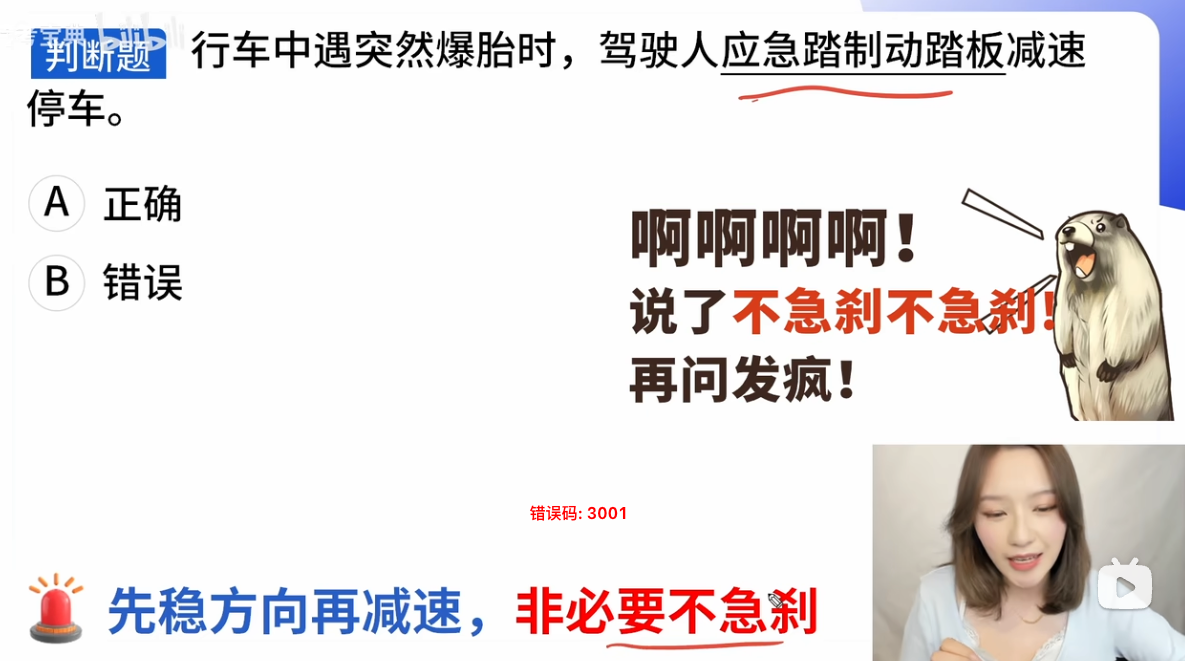 判断题 行车中遇突然爆胎时，驾驶人应急踏制动踏板减速
停车。
A 正确
B 错误
啊啊啊啊！
说了不急刹不急刹！
再问发疯！
错误码: 3001
先稳方向再减速，非必要不急刹
宝典 bilibili